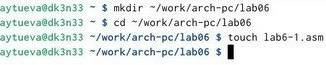 aytueva@dk3n33 ~ $ mkdir ~/work/arch-pc/lab06
aytueva@dk3n33 ~ $ cd ~/work/arch-pc/lab06
aytueva@dk3n33 ~/work/arch-pc/lab06 $ touch lab6-1.asm
aytueva@dk3n33 ~/work/arch-pc/lab06 $